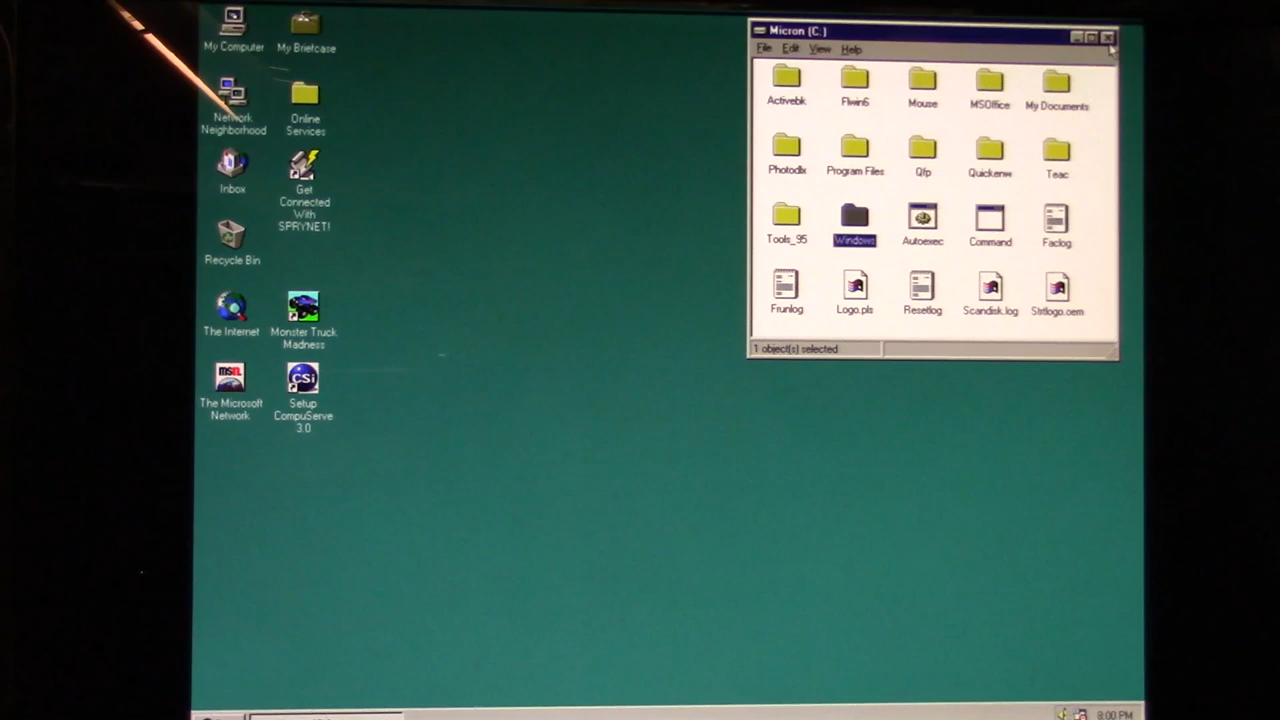 My Computer
My Briefcase
Network
Neighborhood
Online
Services
Inbox
Get
Connected
With
SPRYNET!
Recycle Bin
The Internet
Monster Truck
Madness
msn
The Microsoft
Network
CSi
Setup
CompuServe
3.0
Micron (C:)
File Edit View Help
Activebk
Flwin6
Mouse
MSOffice
My Documents
Photodlx
Program Files
Qfp
Quickenw
Teac
Tools_95
Windows
Autoexec
Command
Faclog
Frunlog
Logo.pls
Resetlog
Scandisk.log
Strtlogo.oem
1 object(s) selected
8:00 PM